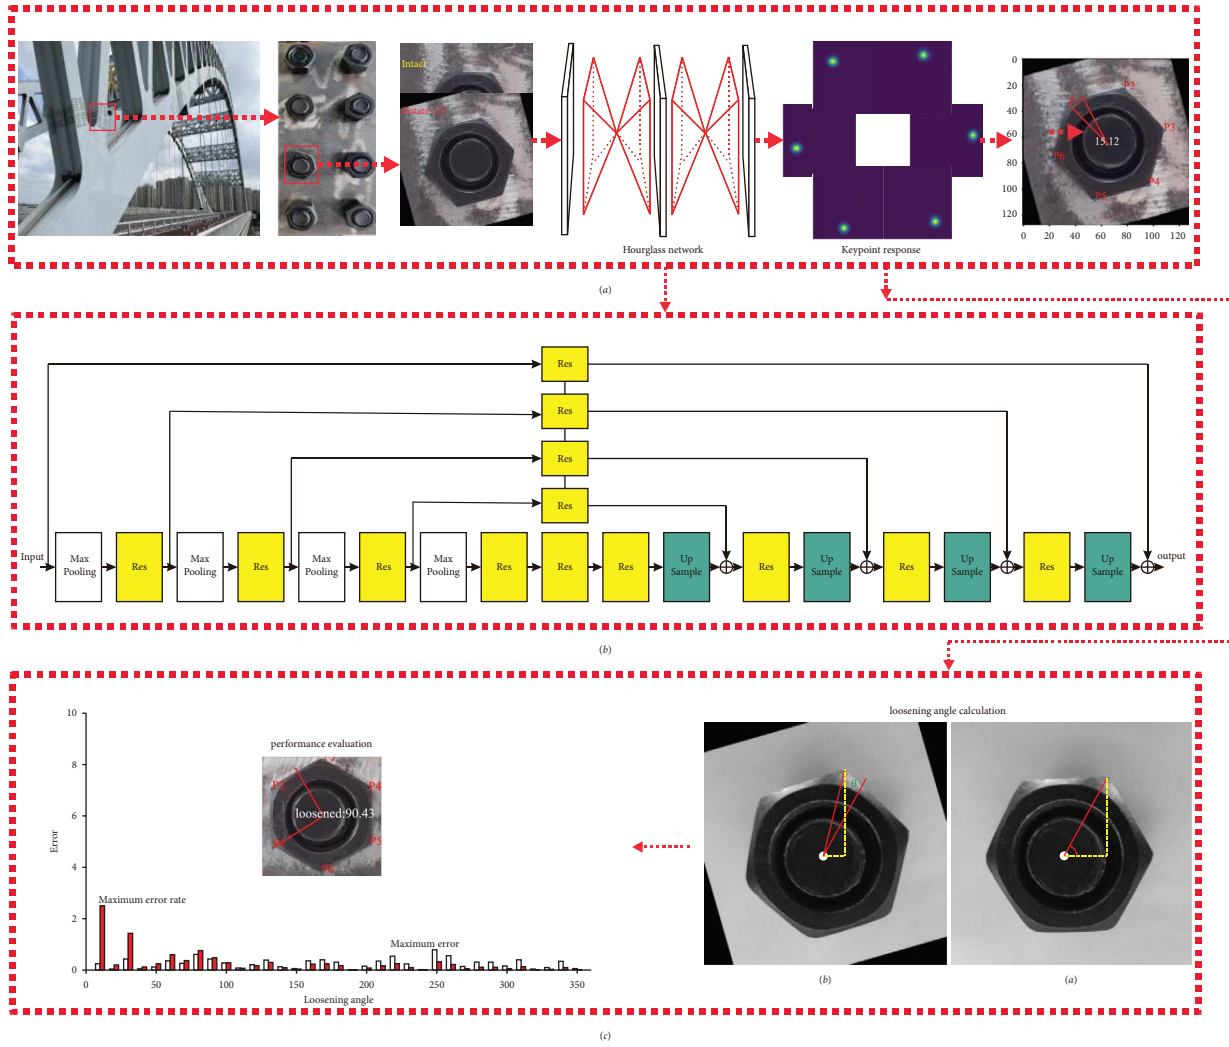 Intact
Hourglass network
Keypoint response
0
20
40
60
80
100
120
0 20 40 60 80 100 120
P2
P3
P4
P5
P6
15.12
(a)
Res
Res
Res
Res
Input
Max Pooling
Res
Max Pooling
Res
Max Pooling
Res
Max Pooling
Res
Res
Res
Up Sample
Res
Up Sample
Res
Up Sample
Res
Up Sample
output
(b)
10
8
6
4
2
0
Error
performance evaluation
P4
loosened:90.43
P5
P6
Maximum error rate
Maximum error
0 50 100 150 200 250 300 350
Loosening angle
loosening angle calculation
(b)
(a)
(c)